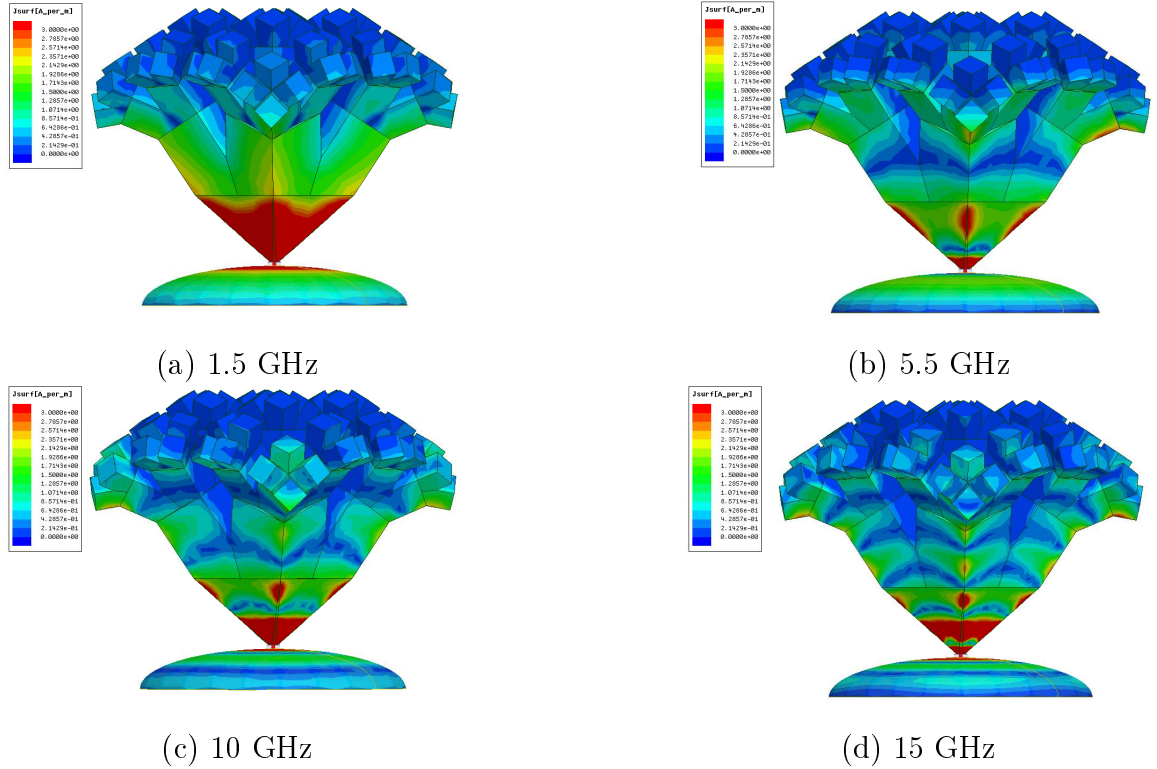 Jsurf[A_per_m]
3.0000e+00
2.7857e+00
2.5714e+00
2.3571e+00
2.1429e+00
1.9286e+00
1.7143e+00
1.5000e+00
1.2857e+00
1.0714e+00
8.5714e-01
6.4286e-01
4.2857e-01
2.1429e-01
0.0000e+00
Jsurf[A_per_m]
3.0000e+00
2.7857e+00
2.5714e+00
2.3571e+00
2.1429e+00
1.9286e+00
1.7143e+00
1.5000e+00
1.2857e+00
1.0714e+00
8.5714e-01
6.4286e-01
4.2857e-01
2.1429e-01
0.0000e+00
(a) 1.5 GHz
(b) 5.5 GHz
Jsurf[A_per_m]
3.0000e+00
2.7857e+00
2.5714e+00
2.3571e+00
2.1429e+00
1.9286e+00
1.7143e+00
1.5000e+00
1.2857e+00
1.0714e+00
8.5714e-01
6.4286e-01
4.2857e-01
2.1429e-01
0.0000e+00
Jsurf[A_per_m]
3.0000e+00
2.7857e+00
2.5714e+00
2.3571e+00
2.1429e+00
1.9286e+00
1.7143e+00
1.5000e+00
1.2857e+00
1.0714e+00
8.5714e-01
6.4286e-01
4.2857e-01
2.1429e-01
0.0000e+00
(c) 10 GHz
(d) 15 GHz